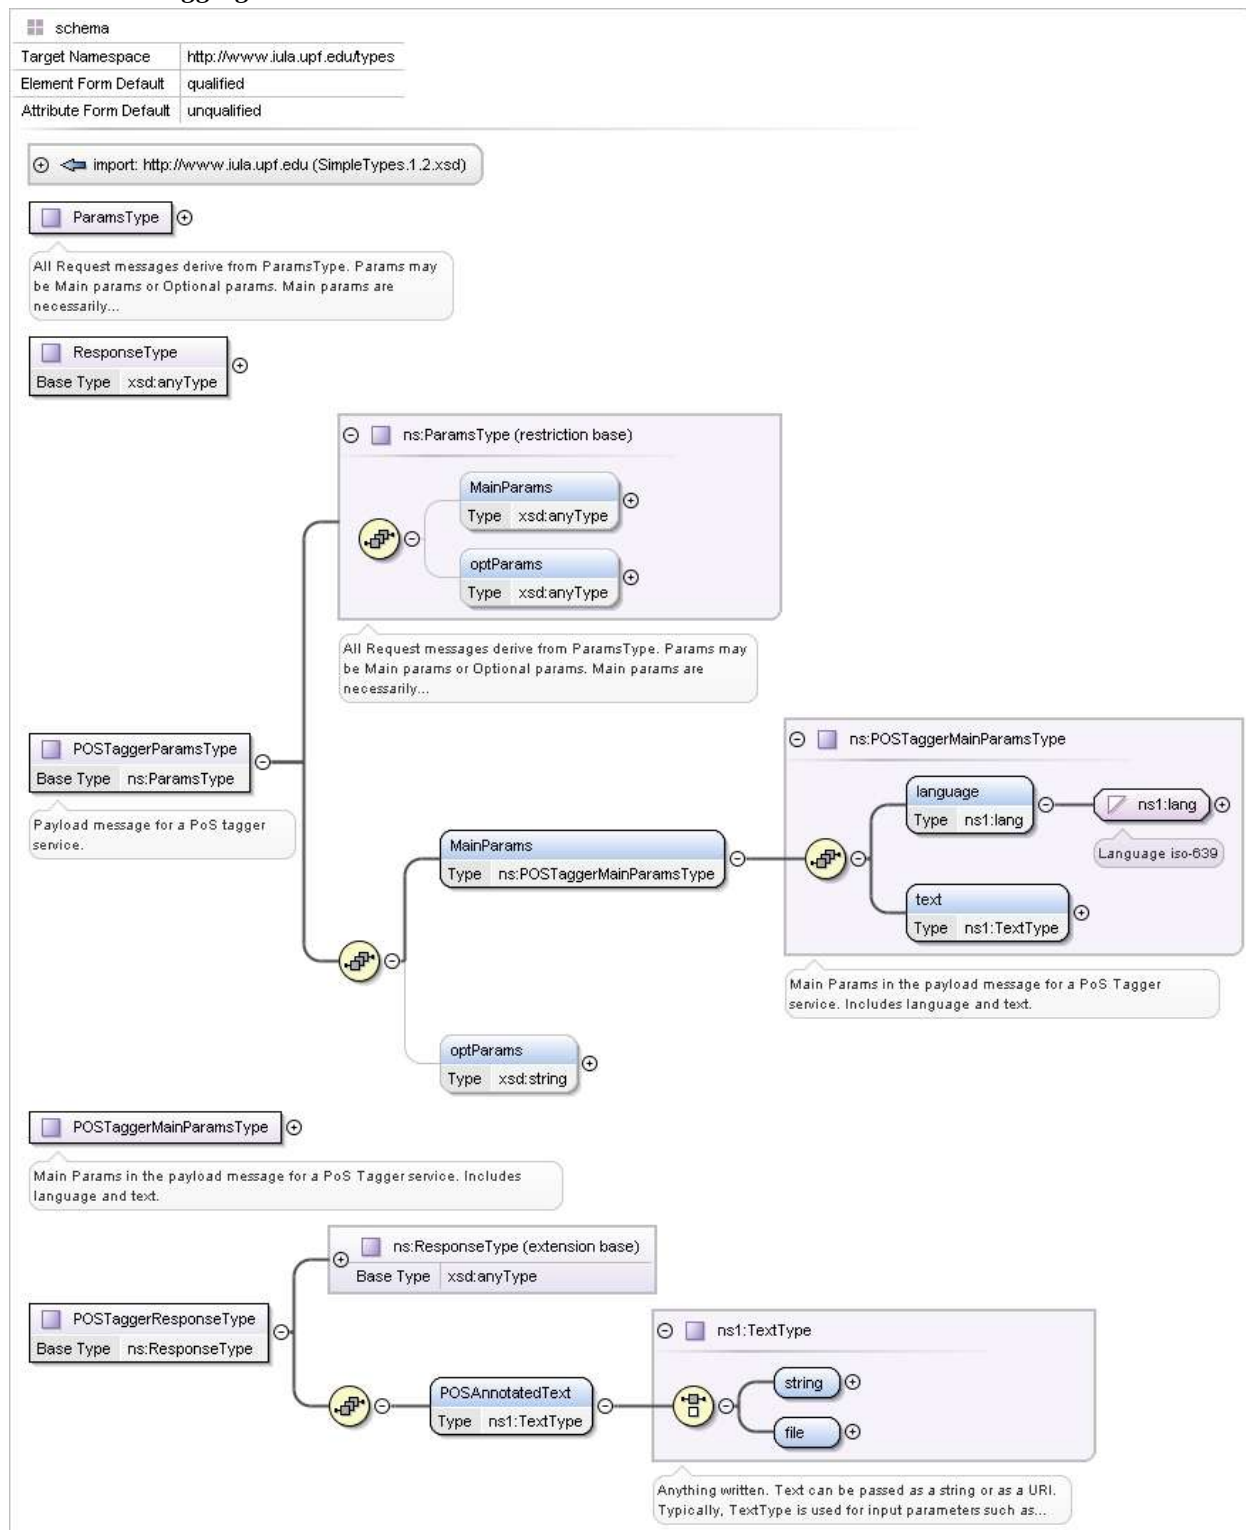 schema
Target Namespace http://www.iula.upf.edu/types
Element Form Default qualified
Attribute Form Default unqualified
import: http://www.iula.upf.edu (SimpleTypes.1.2.xsd)
ParamsType
All Request messages derive from ParamsType. Params may
be Main params or Optional params. Main params are
necessarily...
ResponseType
Base Type xsd:anyType
ns:ParamsType (restriction base)
MainParams
Type xsd:anyType
optParams
Type xsd:anyType
All Request messages derive from ParamsType. Params may
be Main params or Optional params. Main params are
necessarily...
POSTaggerParamsType
Base Type ns:ParamsType
Payload message for a PoS tagger
service.
MainParams
Type ns:POSTaggerMainParamsType
ns:POSTaggerMainParamsType
language
Type ns1:lang
ns1:lang
Language iso-639
text
Type ns1:TextType
Main Params in the payload message for a PoS Tagger
service. Includes language and text.
optParams
Type xsd:string
POSTaggerMainParamsType
Main Params in the payload message for a PoS Tagger service. Includes
language and text.
ns:ResponseType (extension base)
Base Type xsd:anyType
POSTaggerResponseType
Base Type ns:ResponseType
POSAnnotatedText
Type ns1:TextType
ns1:TextType
string
file
Anything written. Text can be passed as a string or as a URI.
Typically, TextType is used for input parameters such as...